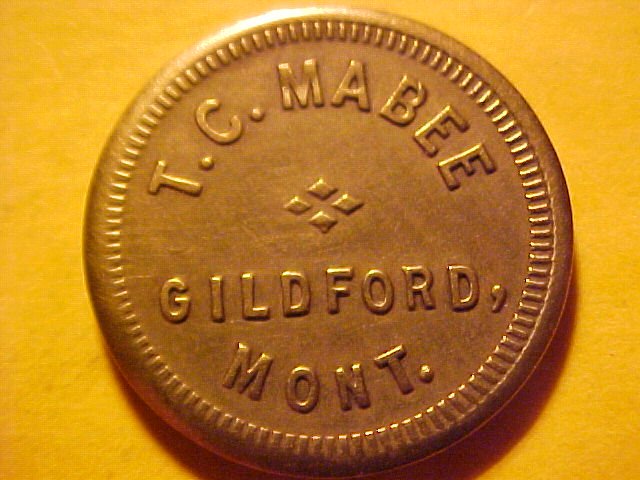 T. C. MABEE
GILDFORD,
MONT.